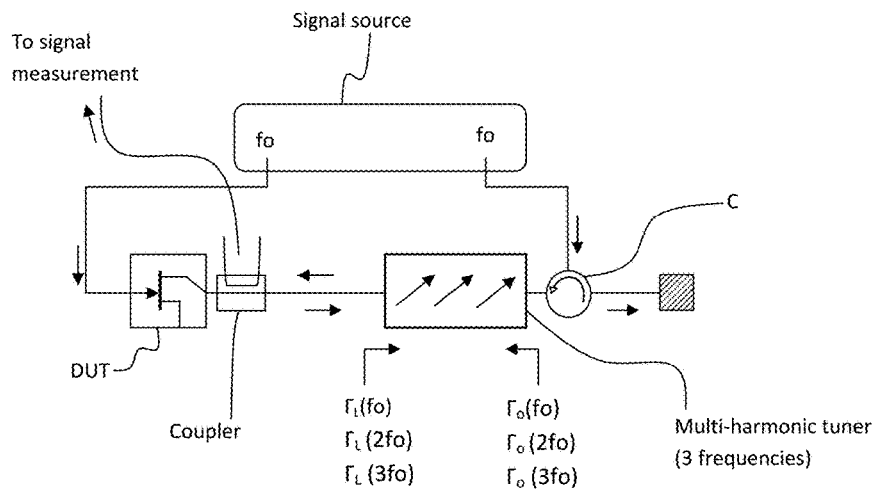 Signal source
To signal
measurement
fo
fo
C
DUT
Coupler
ΓL(fo)
ΓL (2fo)
ΓL (3fo)
Γo(fo)
Γo (2fo)
Γo (3fo)
Multi-harmonic tuner
(3 frequencies)